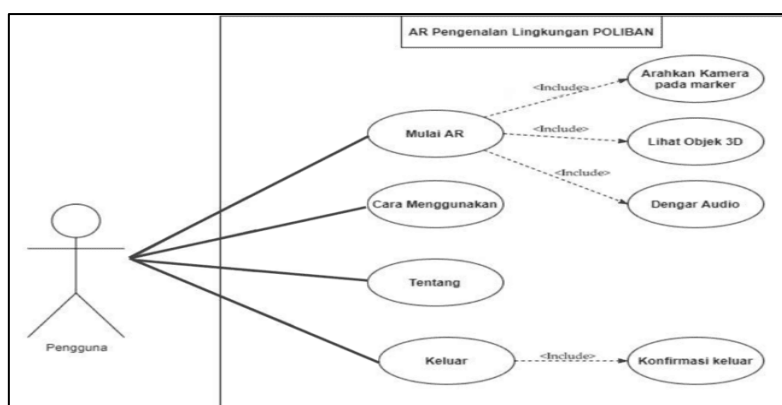 AR Pengenalan Lingkungan POLIBAN
Arahkan Kamera
pada marker
<Include>
Mulai AR
<Include>
Lihat Objek 3D
<Include>
Cara Menggunakan
Dengar Audio
Tentang
Pengguna
Keluar
<Include>
Konfirmasi keluar